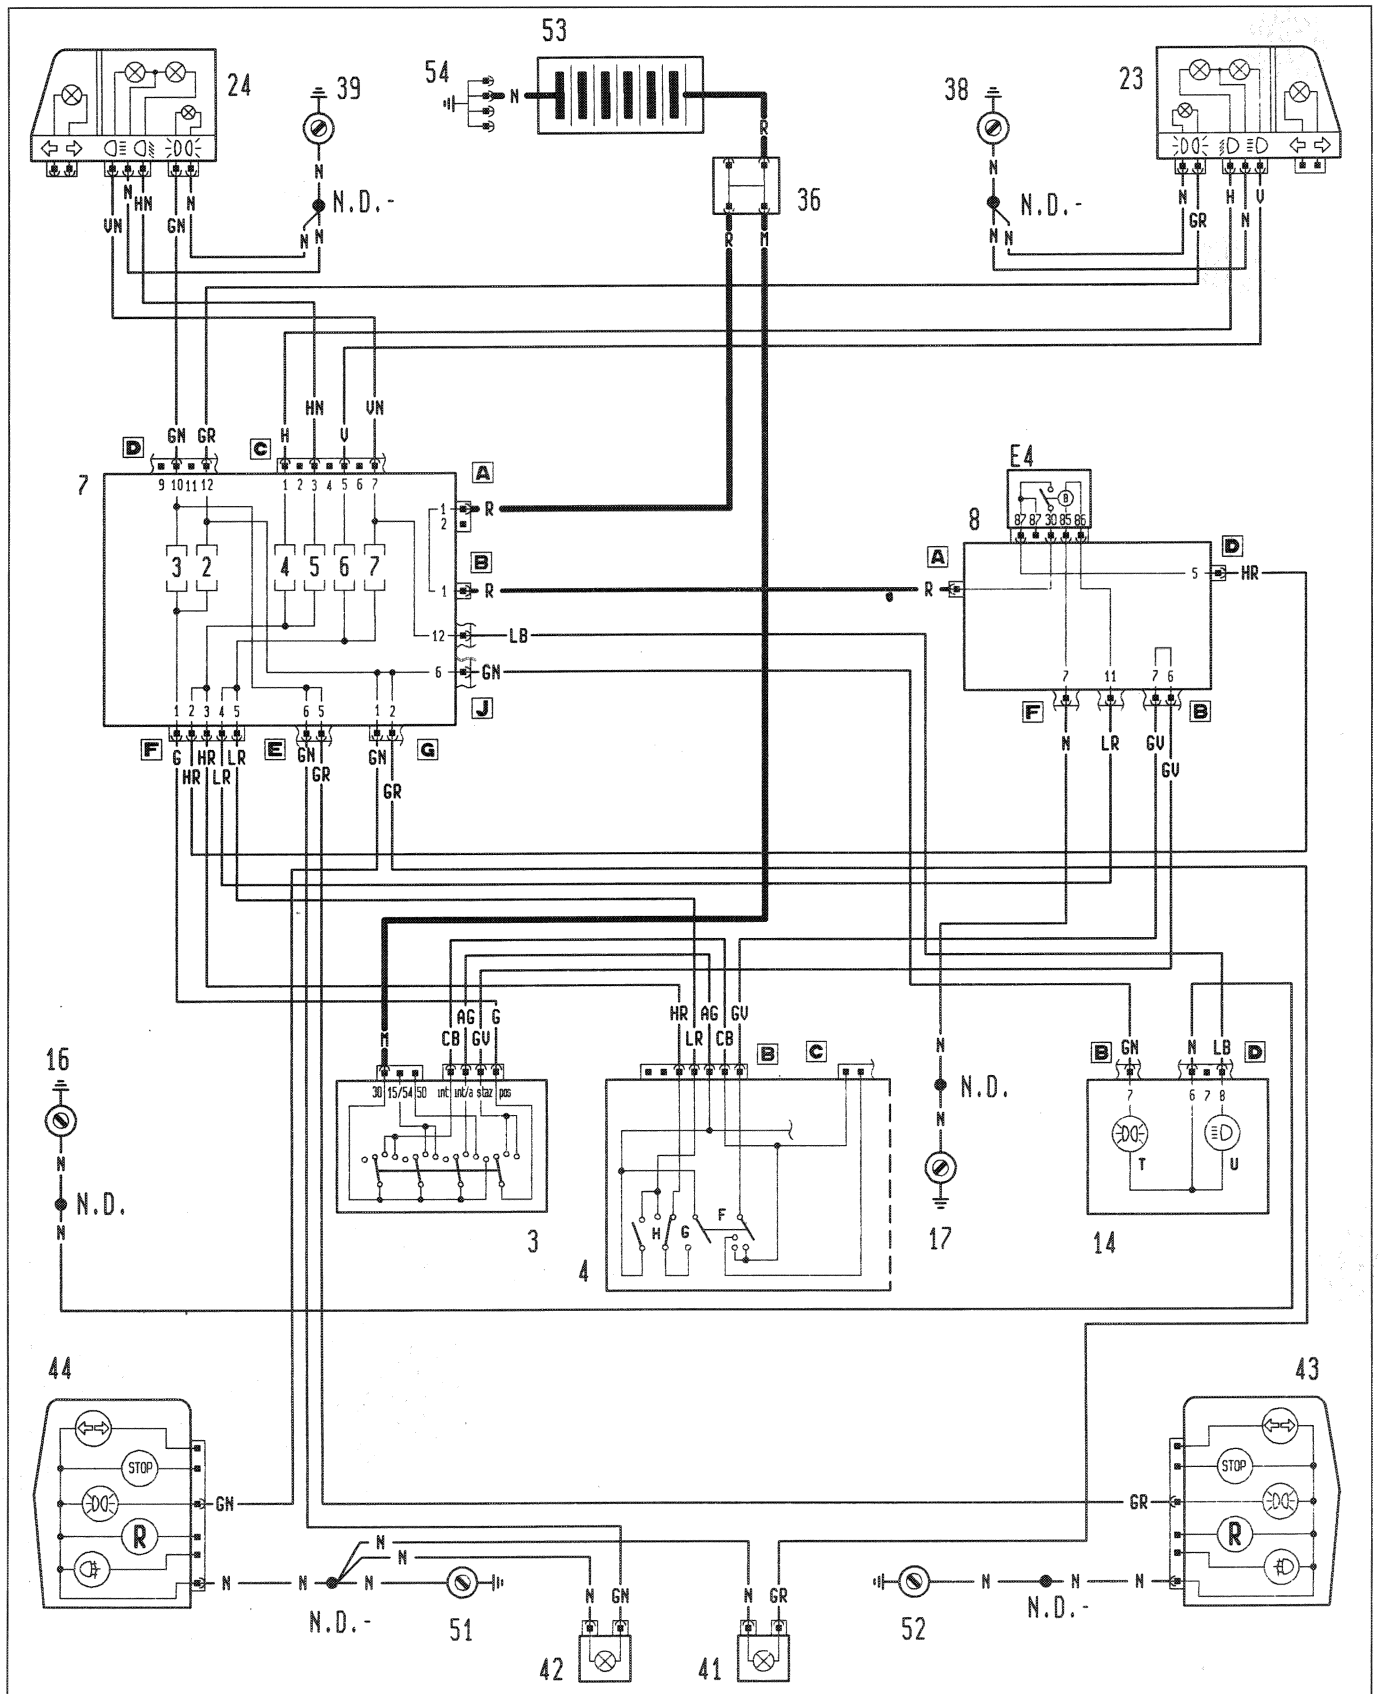 53
24
39
54
N
38
23
R
N
N.D.-
N
N.D.-
36
VN
N
HN
GN
N
N
N
R
M
N
N
N
GR
H
N
V
GN
GR
H
HN
V
VN
D
C
A
7
9 10 11 12
1 2 3 4 5 6 7
1
2
R
3 2 4 5 6 7
B
1
R
12
LB
6
GN
J
1 2 3 4 5
6 5
1 2
F
E
G
G
HR
HR
LR
LR
GN
GR
GN
GR
E4
8
B
87 87 30 85 86
A
R
D
5
HR
7
11
7 6
F
B
N
LR
GV
GV
16
N
N.D.
N
M
CB
AG
GV
G
30 15/54 50
int int/a staz pos
3
HR
LR
AG
CB
GV
B
C
H
G
F
4
N
N.D.
N
17
B
GN
N
LB
D
7
6 7 8
T
U
14
44
STOP
R
GN
N
N
N
N
N
N.D.-
51
N
GN
42
N
GR
41
52
N
N
N
N.D.-
GR
43
STOP
R